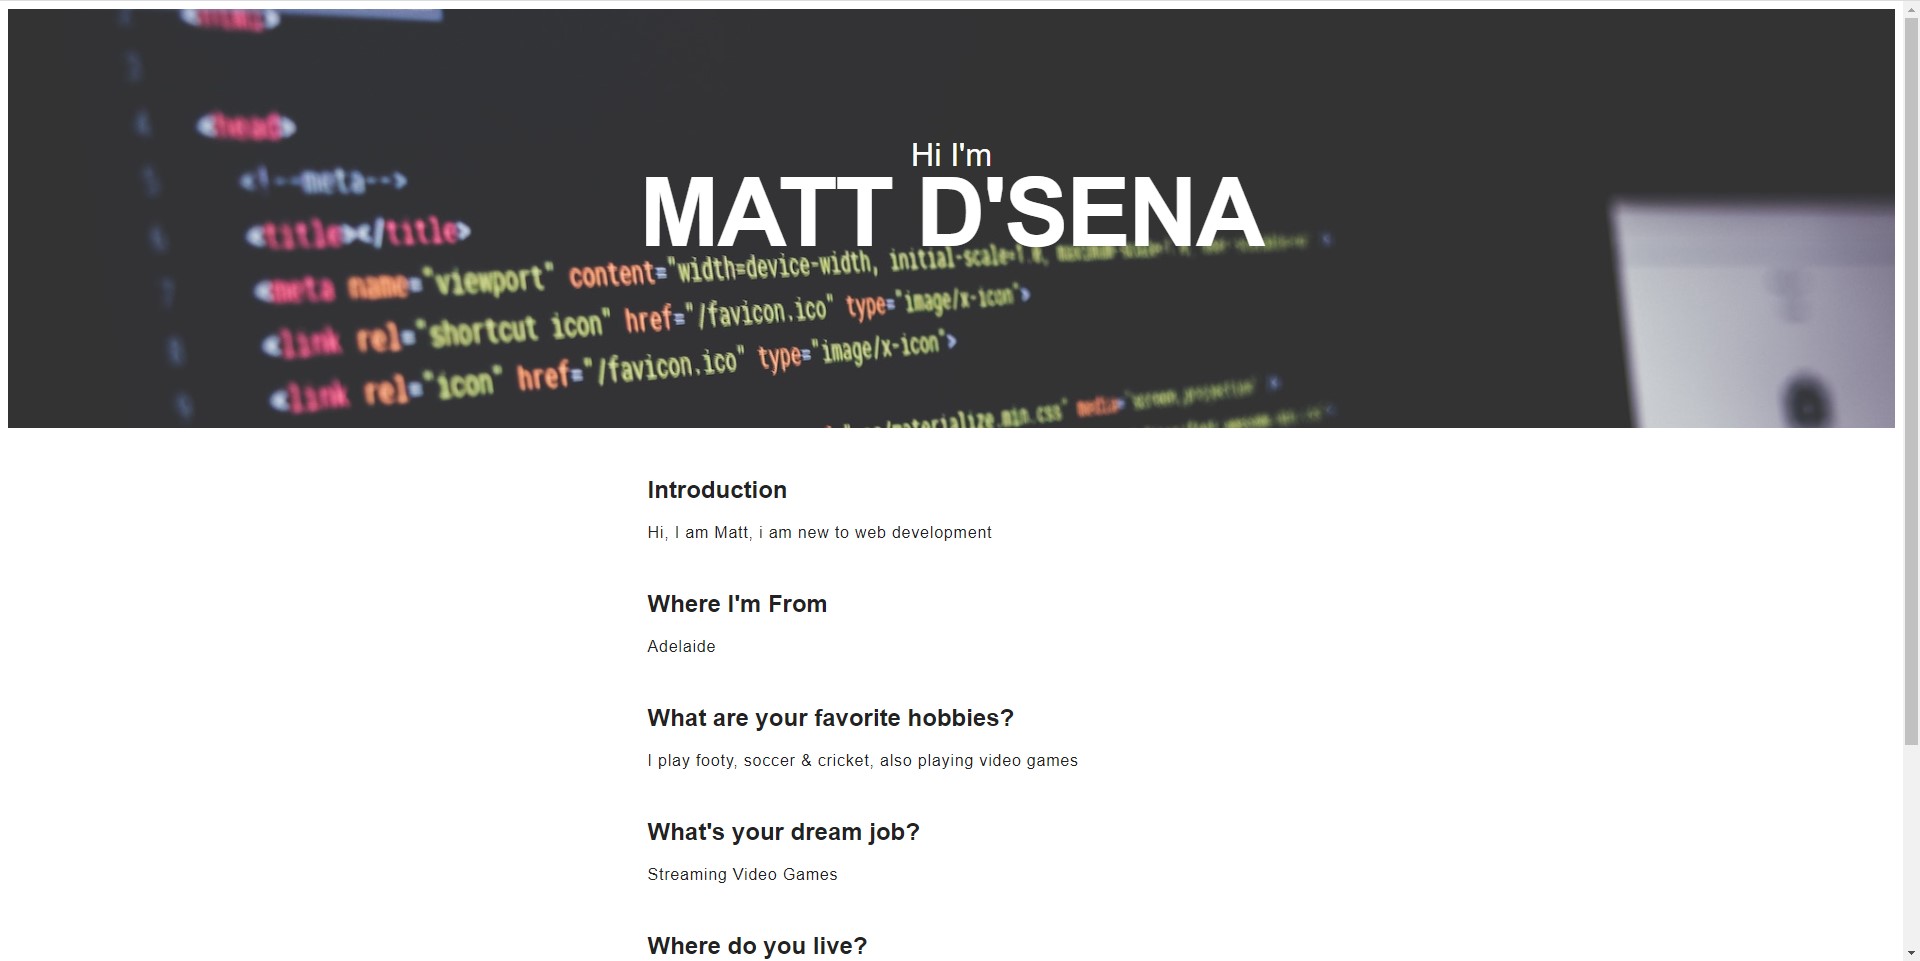 <head>
<!--meta-->
<title></title>
Hi I'm
MATT D'SENA
<meta name="viewport" content="width=device-width, initial-scale=1.0,
<link rel="shortcut icon" href="/favicon.ico" type="image/x-icon">
<link rel="icon" href="/favicon.ico" type="image/x-icon">
/materialize.min.css" media="screen,projection" >
Introduction
Hi, I am Matt, i am new to web development
Where I'm From
Adelaide
What are your favorite hobbies?
I play footy, soccer & cricket, also playing video games
What's your dream job?
Streaming Video Games
Where do you live?